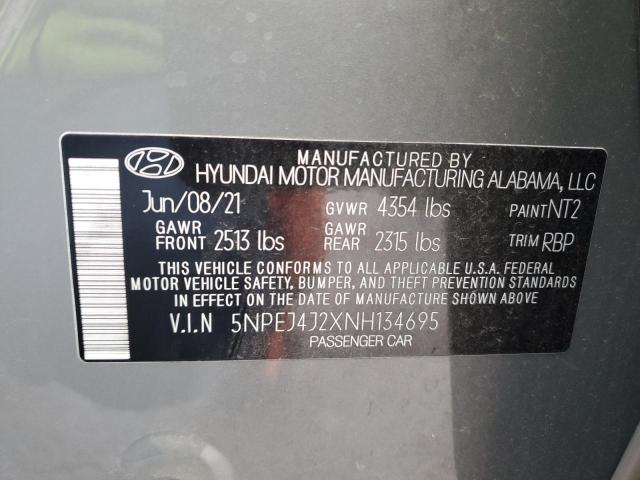 MANUFACTURED BY
HYUNDAI MOTOR MANUFACTURING ALABAMA, LLC
Jun/08/21 GVWR 4354 lbs PAINT NT2
GAWR FRONT 2513 lbs GAWR REAR 2315 lbs TRIM RBP
THIS VEHICLE CONFORMS TO ALL APPLICABLE U.S.A. FEDERAL
MOTOR VEHICLE SAFETY, BUMPER, AND THEFT PREVENTION STANDARDS
IN EFFECT ON THE DATE OF MANUFACTURE SHOWN ABOVE
V.I.N 5NPEJ4J2XNH134695
PASSENGER CAR